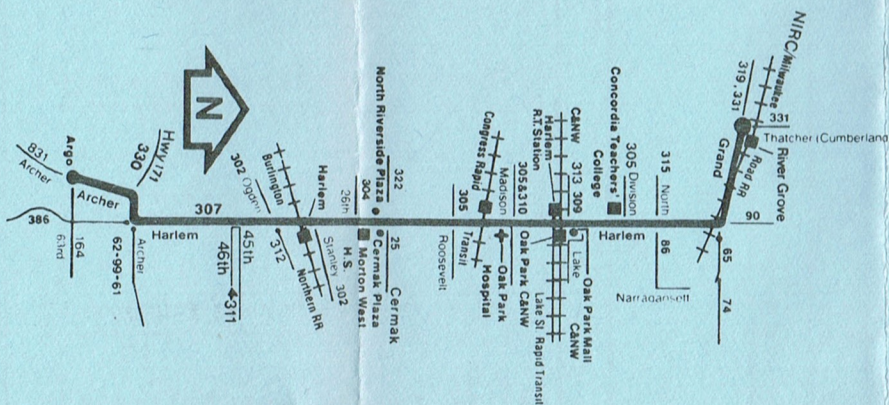 NIRC/Milwaukee
Road RR
319, 331
331
Thatcher (Cumberland
River Grove
Grand
90
65
74
315 North
86
Narragansett
305 Division
Concordia Teachers
College
Harlem
C&NW
Harlem
R.T. Station
313 309
Lake
Oak Park Mall
C&NW
Lake St. Rapid Transit
305&310
Madison
Oak Park C&NW
Oak Park
Hospital
Congress Rapid
Transit
305
Roosevelt
322
25 Cermak
North Riverside Plaza
304
Cermak Plaza
Morton West
H.S.
26th
Harlem
Stanley 302
Burlington
Northern RR
302 Ogden
312
N
307
Harlem
45th
46th
311
Hwy 171
330
Archer
Argo
831
Archer
386
164
63rd
Archer
62-99-61